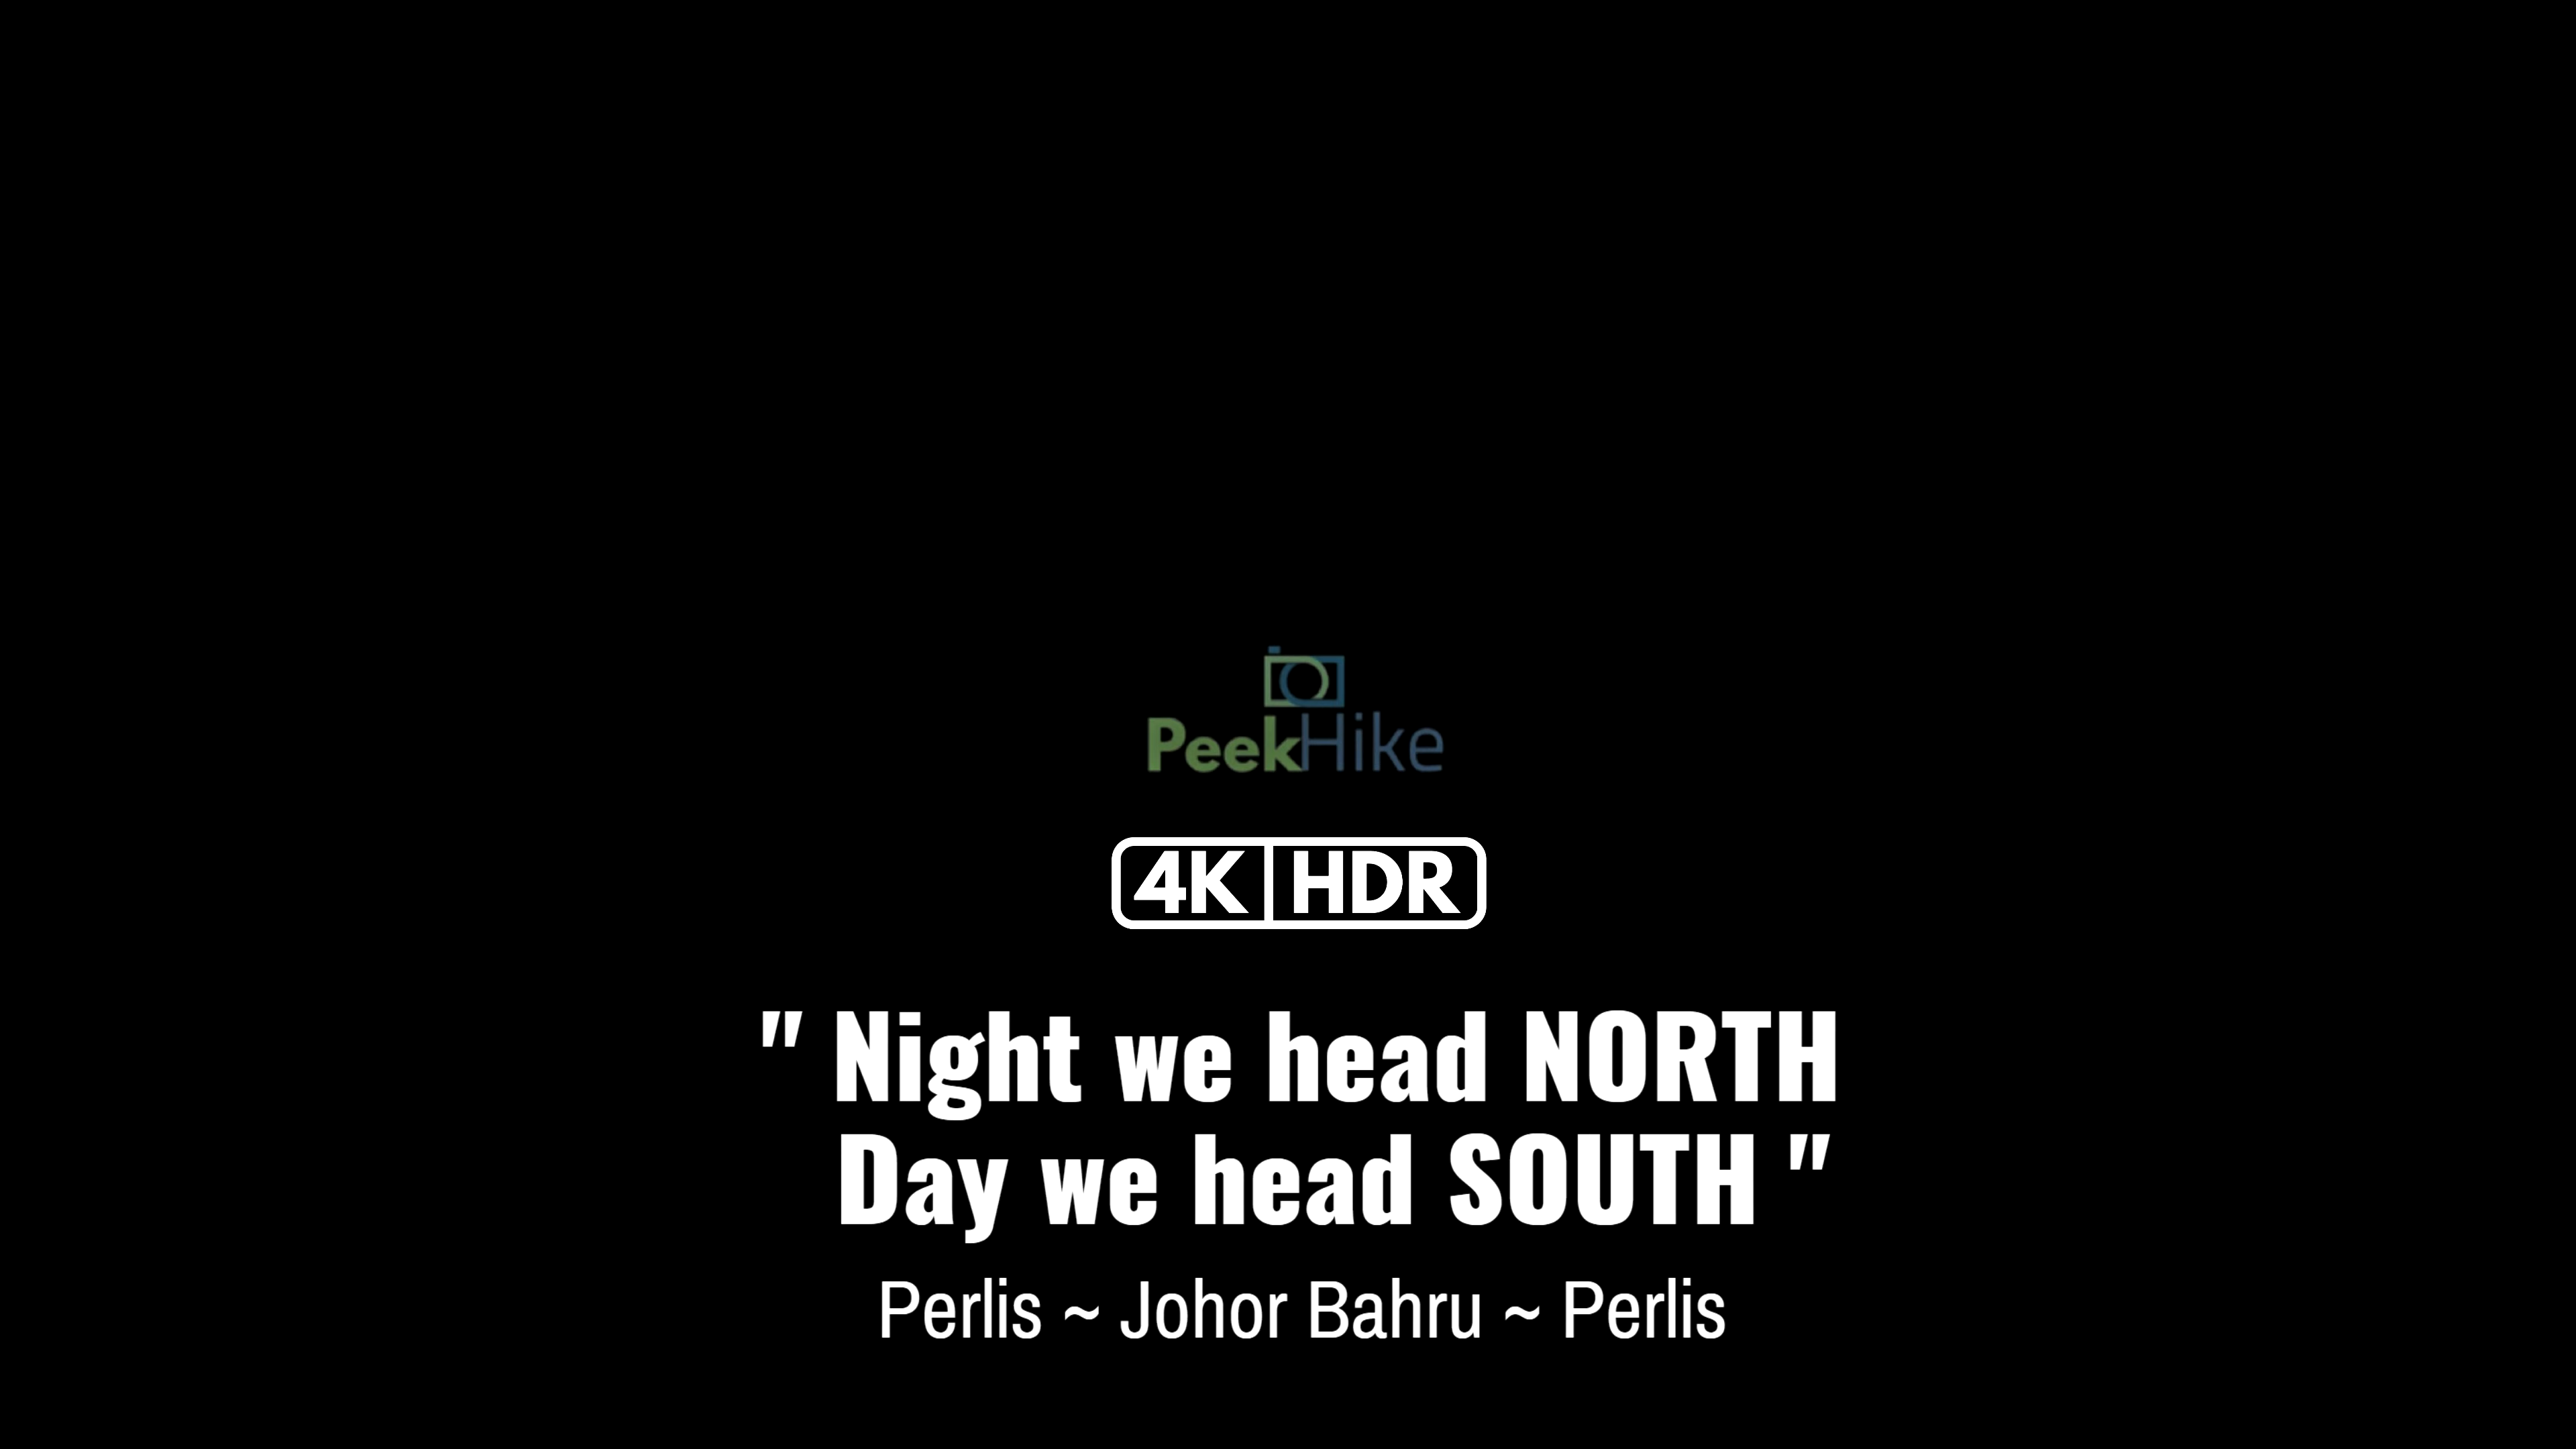 PeekHike
4K HDR
" Night we head NORTH
Day we head SOUTH "
Perlis ~ Johor Bahru ~ Perlis